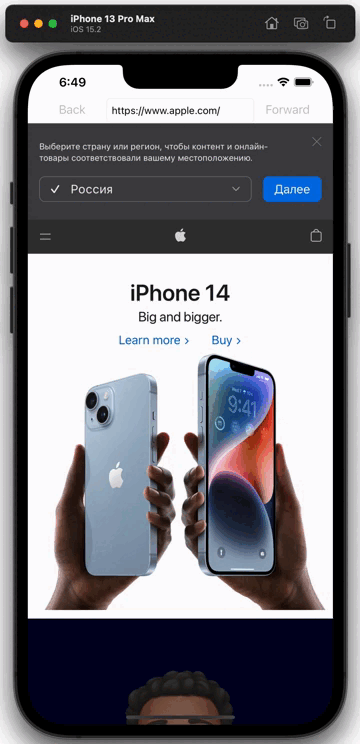 iPhone 13 Pro Max
iOS 15.2
6:49
Back
https://www.apple.com/
Forward
Выберите страну или регион, чтобы контент и онлайн-
товары соответствовали вашему местоположению.
Россия
Далее
iPhone 14
Big and bigger.
Learn more >
Buy >
9:41